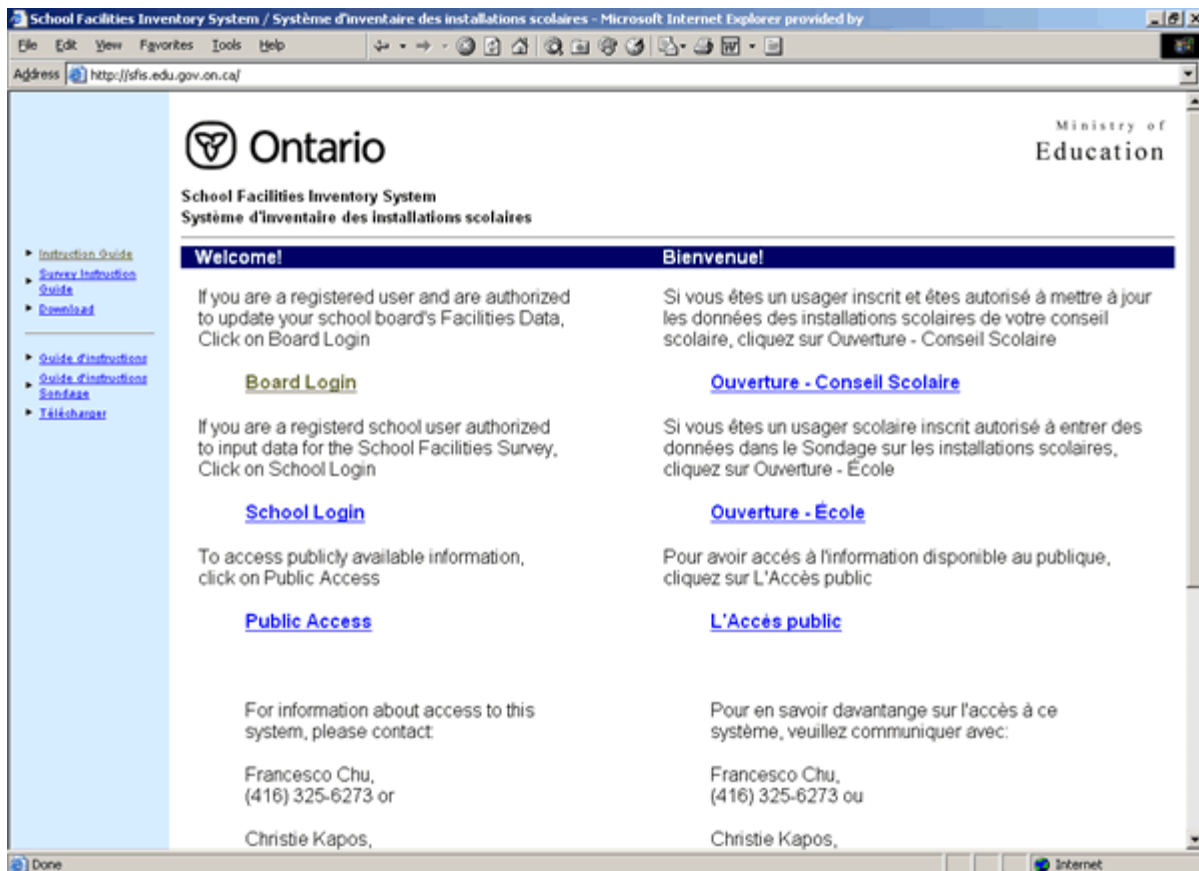 School Facilities Inventory System / Système d'inventaire des installations scolaires - Microsoft Internet Explorer provided by
File Edit View Favorites Tools Help
Address http://sfis.edu.gov.on.ca/
Ontario
Ministry of
Education
School Facilities Inventory System
Système d'inventaire des installations scolaires
Instruction Guide
Survey Instruction
Guide
Download
Guide d'instructions
Guide d'instructions
Sondage
Télécharger
Welcome!
If you are a registered user and are authorized
to update your school board's Facilities Data,
Click on Board Login
Board Login
If you are a registerd school user authorized
to input data for the School Facilities Survey,
Click on School Login
School Login
To access publicly available information,
click on Public Access
Public Access
For information about access to this
system, please contact:
Francesco Chu,
(416) 325-6273 or
Christie Kapos,
Bienvenue!
Si vous êtes un usager inscrit et êtes autorisé à mettre à jour
les données des installations scolaires de votre conseil
scolaire, cliquez sur Ouverture - Conseil Scolaire
Ouverture - Conseil Scolaire
Si vous êtes un usager scolaire inscrit autorisé à entrer des
données dans le Sondage sur les installations scolaires,
cliquez sur Ouverture - École
Ouverture - École
Pour avoir accés à l'information disponible au publique,
cliquez sur L'Accès public
L'Accès public
Pour en savoir davantange sur l'accès à ce
système, veuillez communiquer avec:
Francesco Chu,
(416) 325-6273 ou
Christie Kapos,
Done
Internet